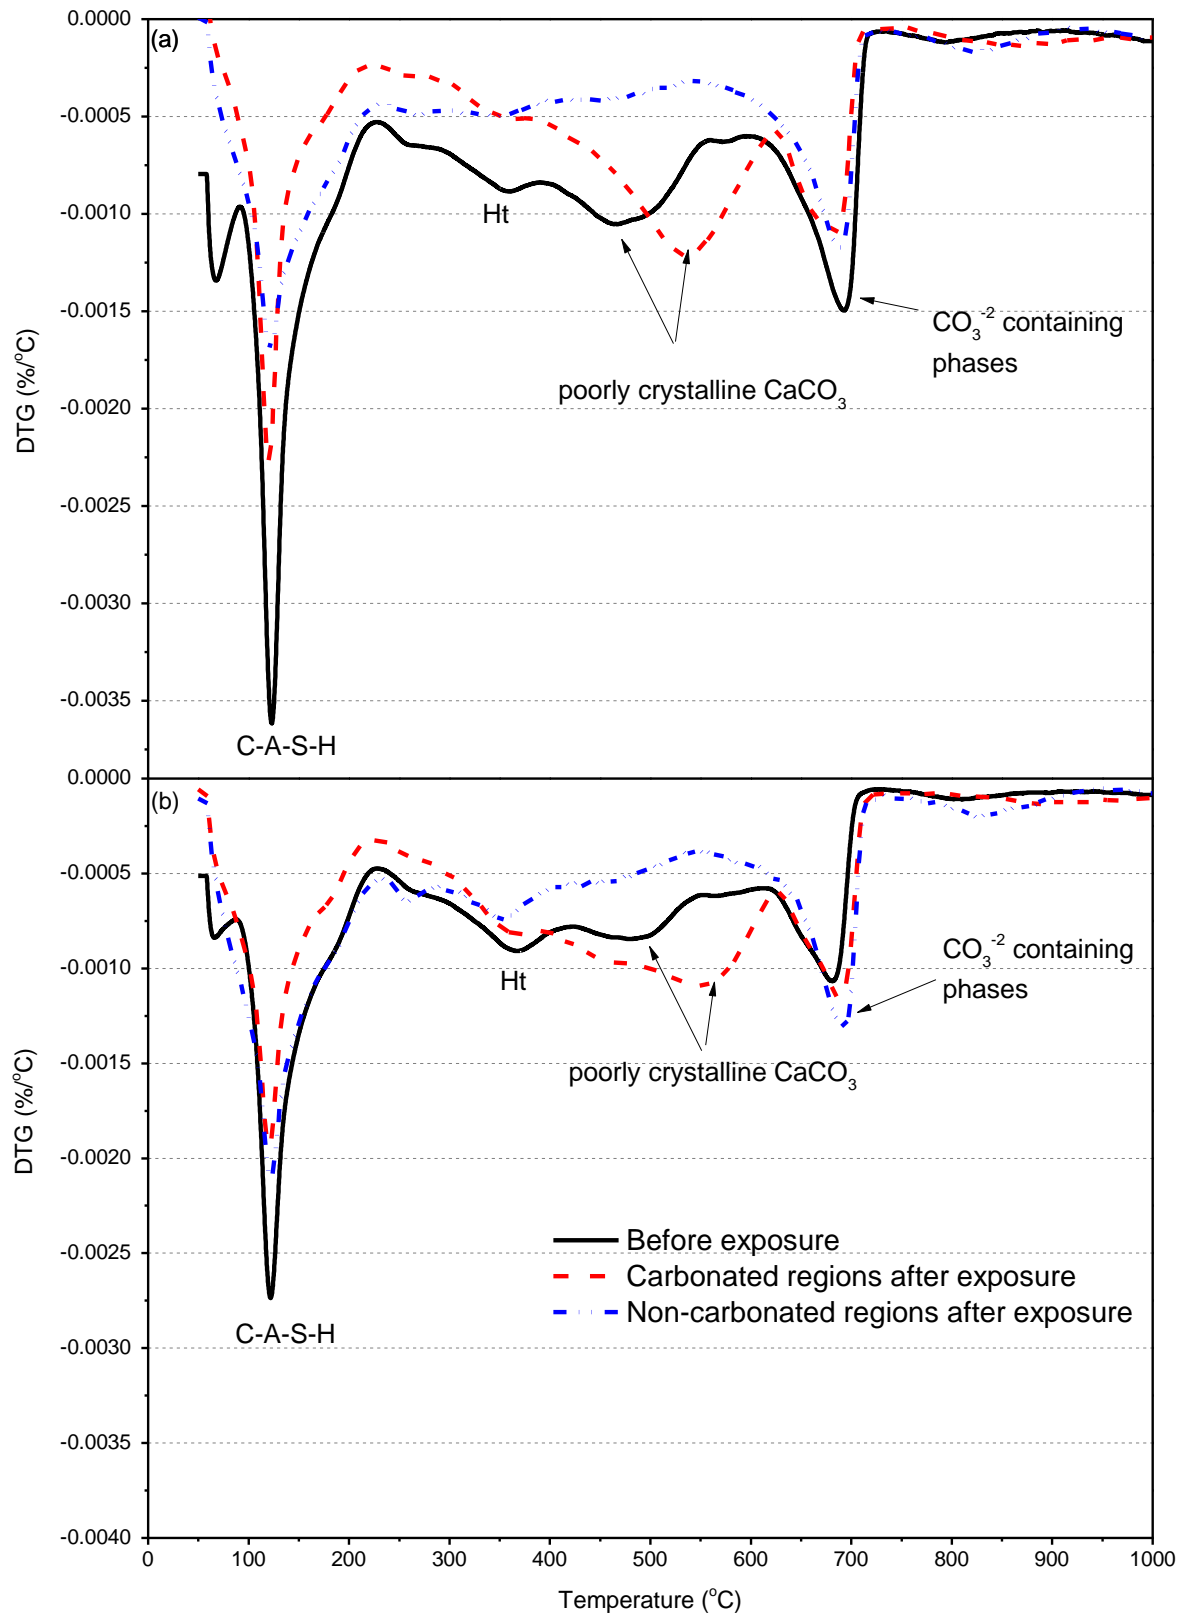 (a)
0.0000
-0.0005
-0.0010
-0.0015
-0.0020
-0.0025
-0.0030
-0.0035
DTG (%/°C)
Ht
CO₃⁻² containing
phases
poorly crystalline CaCO₃
C-A-S-H
(b)
0.0000
-0.0005
-0.0010
-0.0015
-0.0020
-0.0025
-0.0030
-0.0035
-0.0040
DTG (%/°C)
Ht
CO₃⁻² containing
phases
poorly crystalline CaCO₃
Before exposure
Carbonated regions after exposure
Non-carbonated regions after exposure
C-A-S-H
0 100 200 300 400 500 600 700 800 900 1000
Temperature (°C)